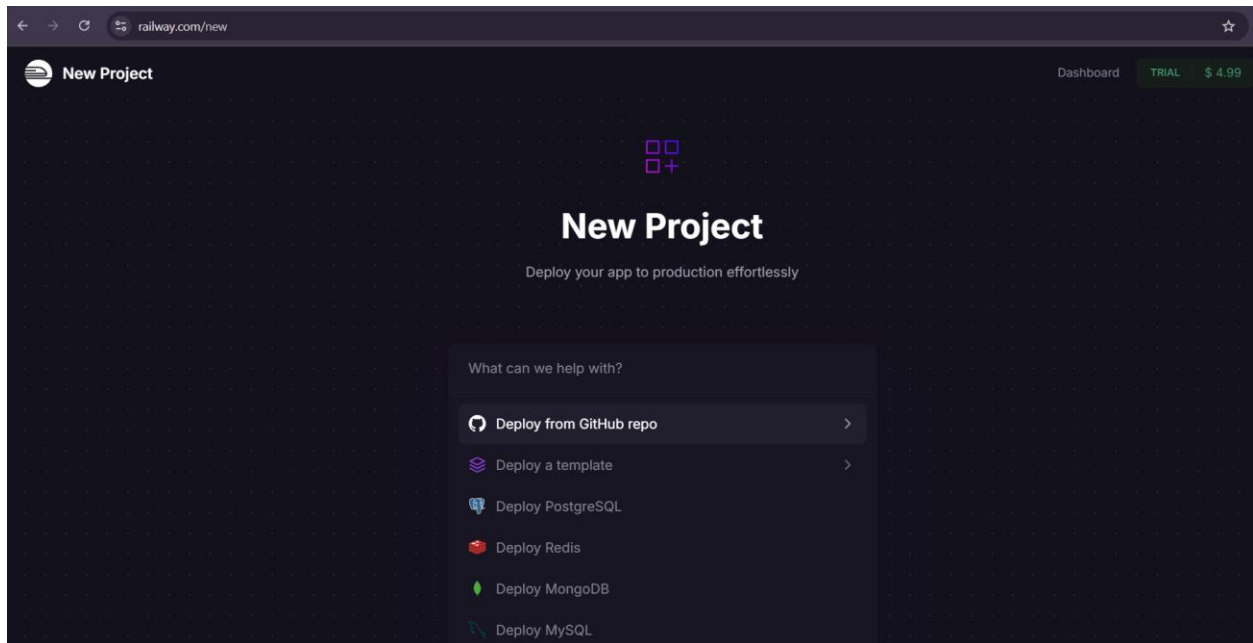 railway.com/new
New Project
Dashboard
TRIAL $ 4.99
New Project
Deploy your app to production effortlessly
What can we help with?
Deploy from GitHub repo
Deploy a template
Deploy PostgreSQL
Deploy Redis
Deploy MongoDB
Deploy MySQL